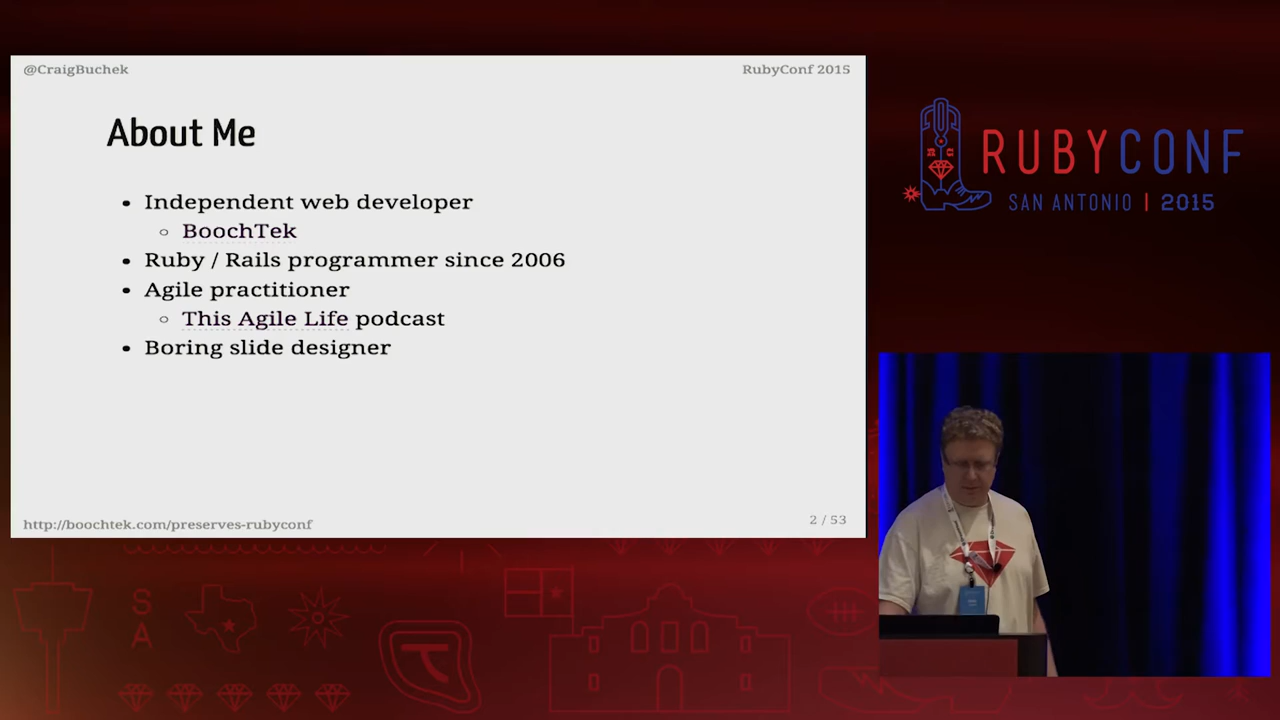 @CraigBuchek
RubyConf 2015
About Me
• Independent web developer
○ BoochTek
• Ruby / Rails programmer since 2006
• Agile practitioner
○ This Agile Life podcast
• Boring slide designer
http://boochtek.com/preserves-rubyconf
2 / 53
RUBYCONF
SAN ANTONIO | 2015
S
A